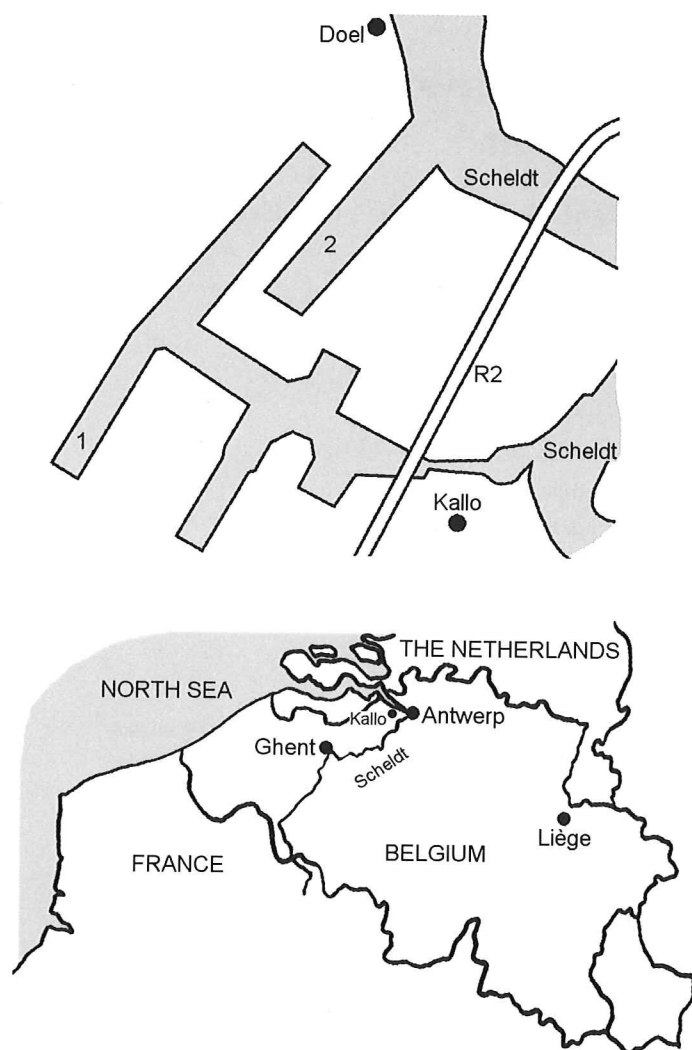 Doel
Scheldt
2
R2
1
Scheldt
Kallo
THE NETHERLANDS
NORTH SEA
Kallo
Antwerp
Ghent
Scheldt
Liège
FRANCE
BELGIUM